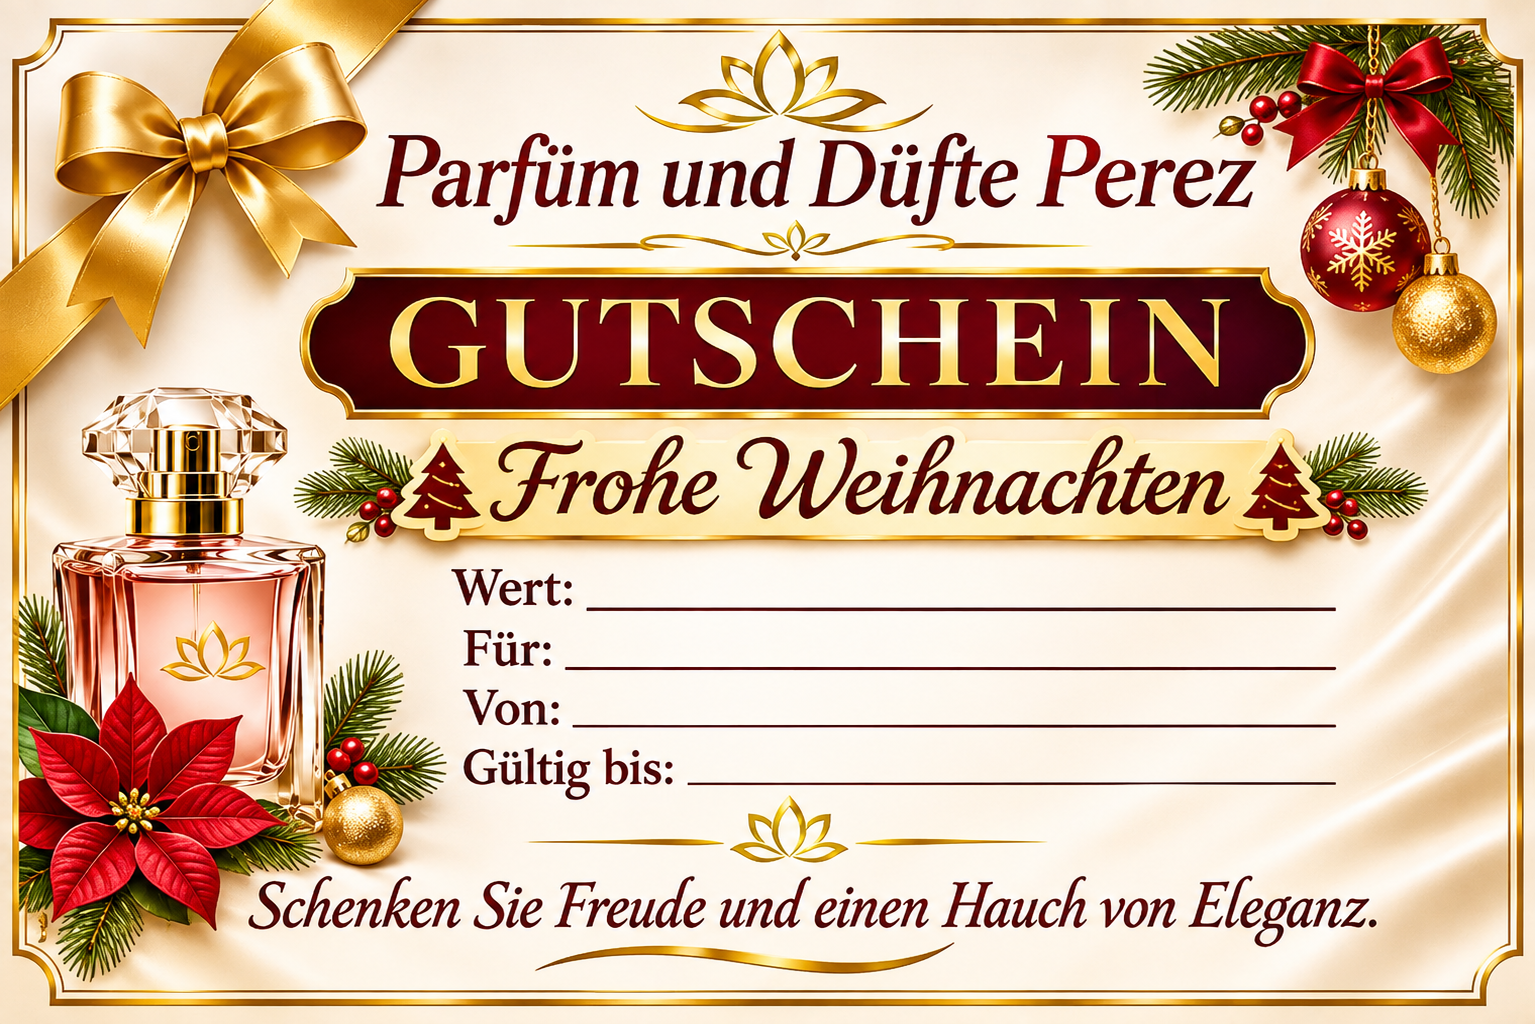 Parfüm und Düfte Perez
GUTSCHEIN
Frohe Weihnachten
Wert:
Für:
Von:
Gültig bis:
Schenken Sie Freude und einen Hauch von Eleganz.